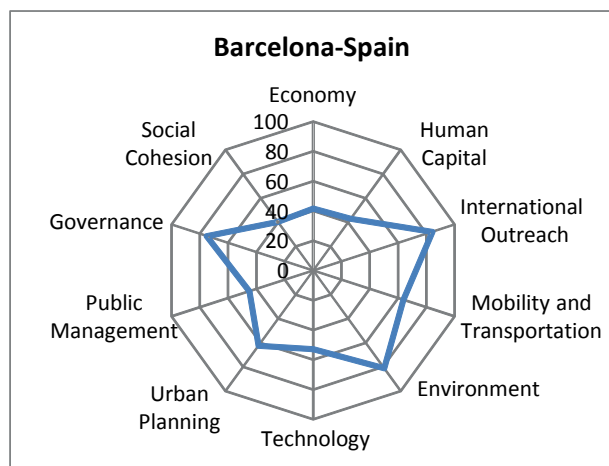 Barcelona-Spain
Economy
Human
Capital
International
Outreach
Mobility and
Transportation
Environment
Technology
Urban
Planning
Public
Management
Governance
Social
Cohesion
100
80
60
40
20
0